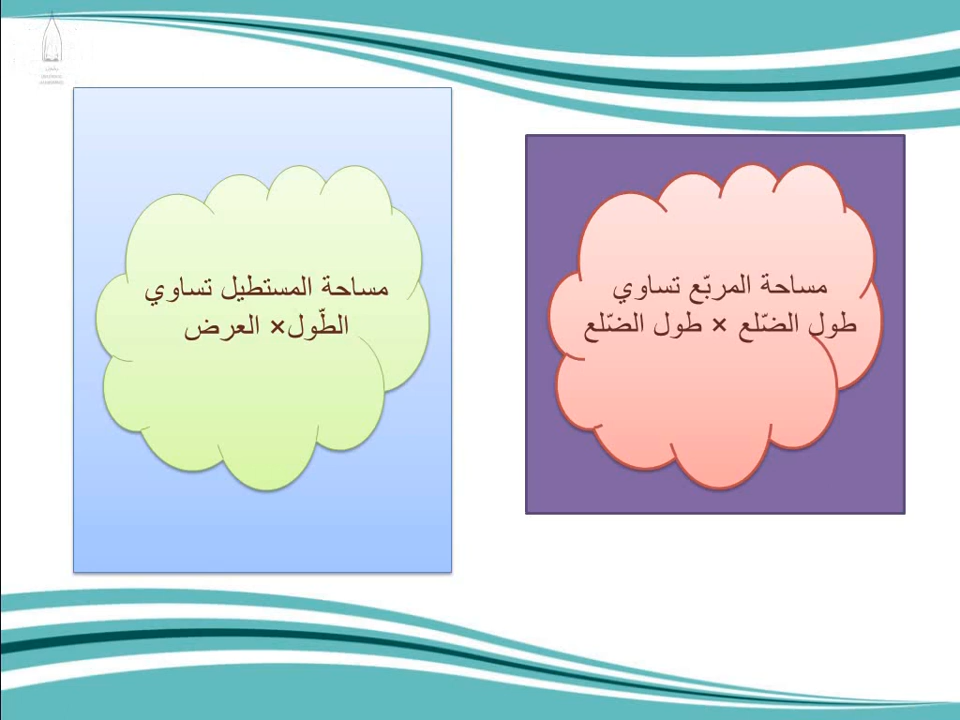 مساحة المربّع تساوي
طول الضّلع × طول الضّلع
مساحة المستطيل تساوي
الطّول× العرض